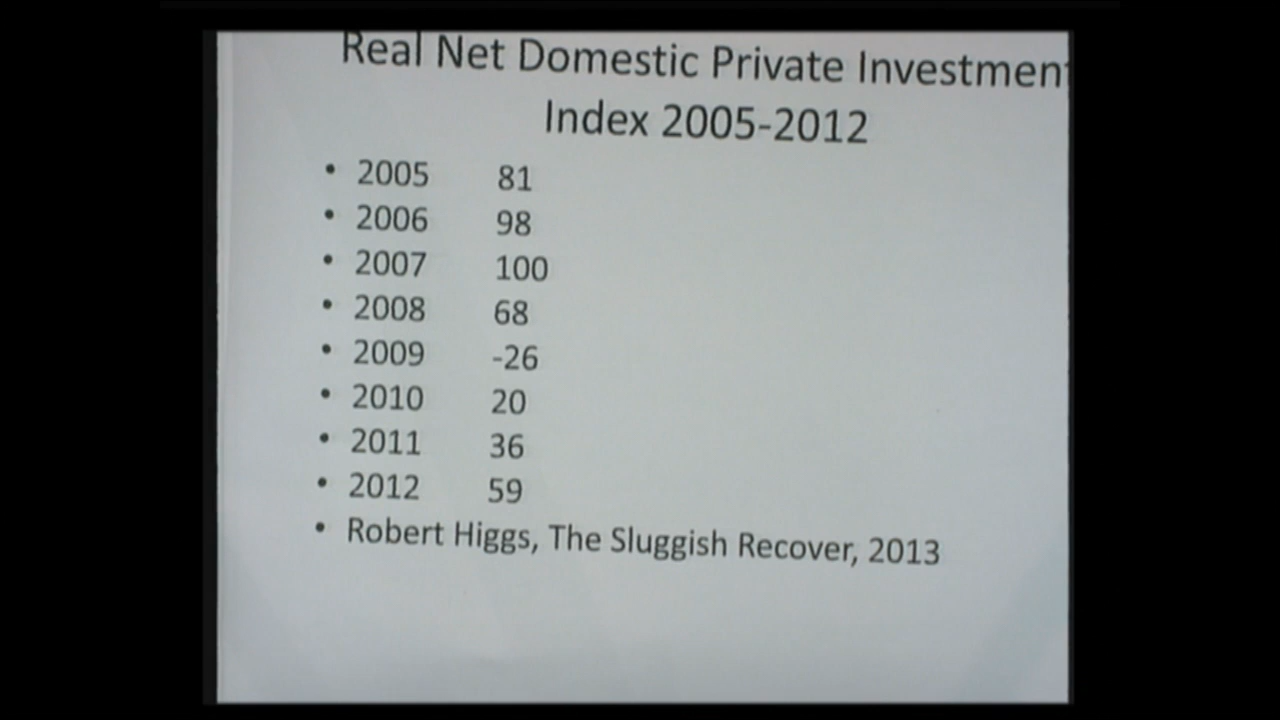 Real Net Domestic Private Investment
Index 2005-2012
• 2005 81
• 2006 98
• 2007 100
• 2008 68
• 2009 -26
• 2010 20
• 2011 36
• 2012 59
• Robert Higgs, The Sluggish Recover, 2013